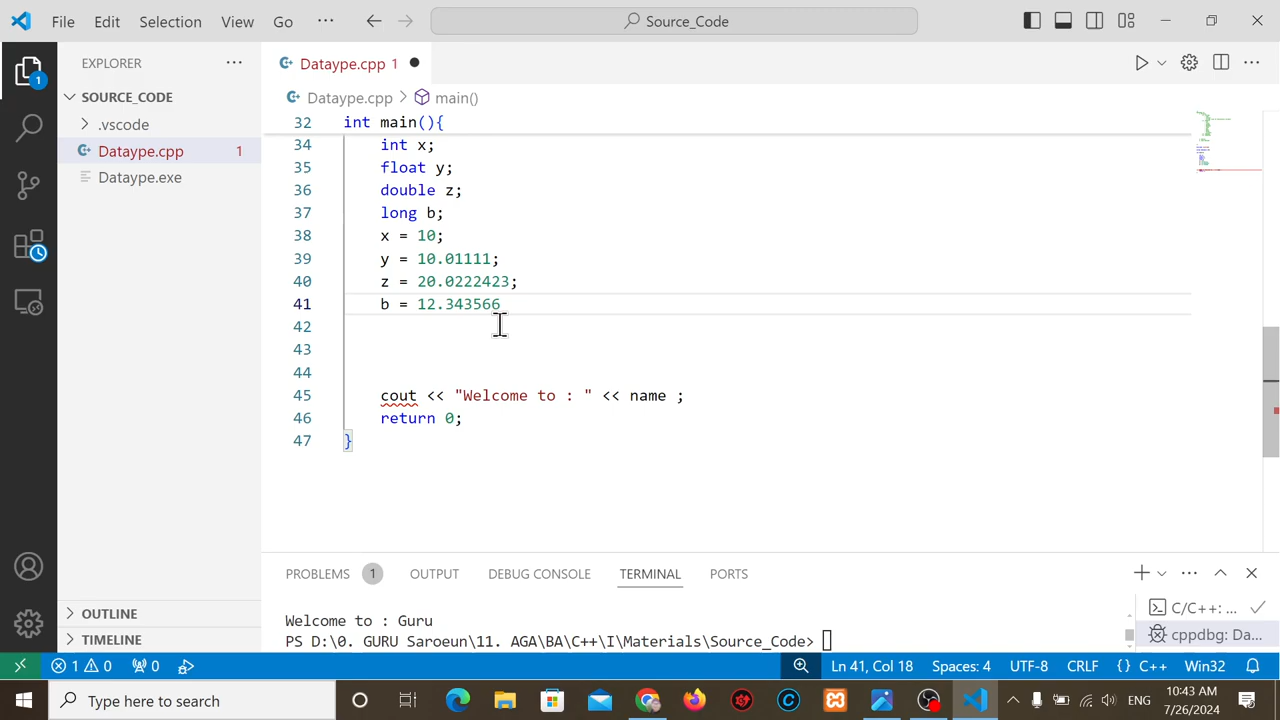 File Edit Selection View Go ··· Source_Code
EXPLORER ···
SOURCE_CODE
.vscode
Dataype.cpp 1
Dataype.exe
OUTLINE
TIMELINE
1
Dataype.cpp 1
Dataype.cpp > main()
32 int main(){
34 int x;
35 float y;
36 double z;
37 long b;
38 x = 10;
39 y = 10.01111;
40 z = 20.0222423;
41 b = 12.343566
42
43
44
45 cout << "Welcome to : " << name ;
46 return 0;
47 }
PROBLEMS 1 OUTPUT DEBUG CONSOLE TERMINAL PORTS
Welcome to : Guru
PS D:\0. GURU Saroeun\11. AGA\BA\C++\I\Materials\Source_Code>
C/C++: ...
cppdbg: Da...
1 0 0 Ln 41, Col 18 Spaces: 4 UTF-8 CRLF {} C++ Win32
Type here to search
10:43 AM
7/26/2024